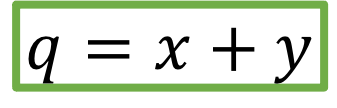 q = x + y